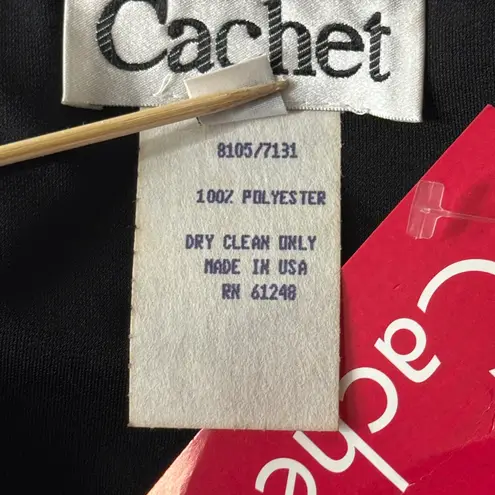 Cachet
8105/7131
100% POLYESTER
DRY CLEAN ONLY
MADE IN USA
RN 61248
Cache